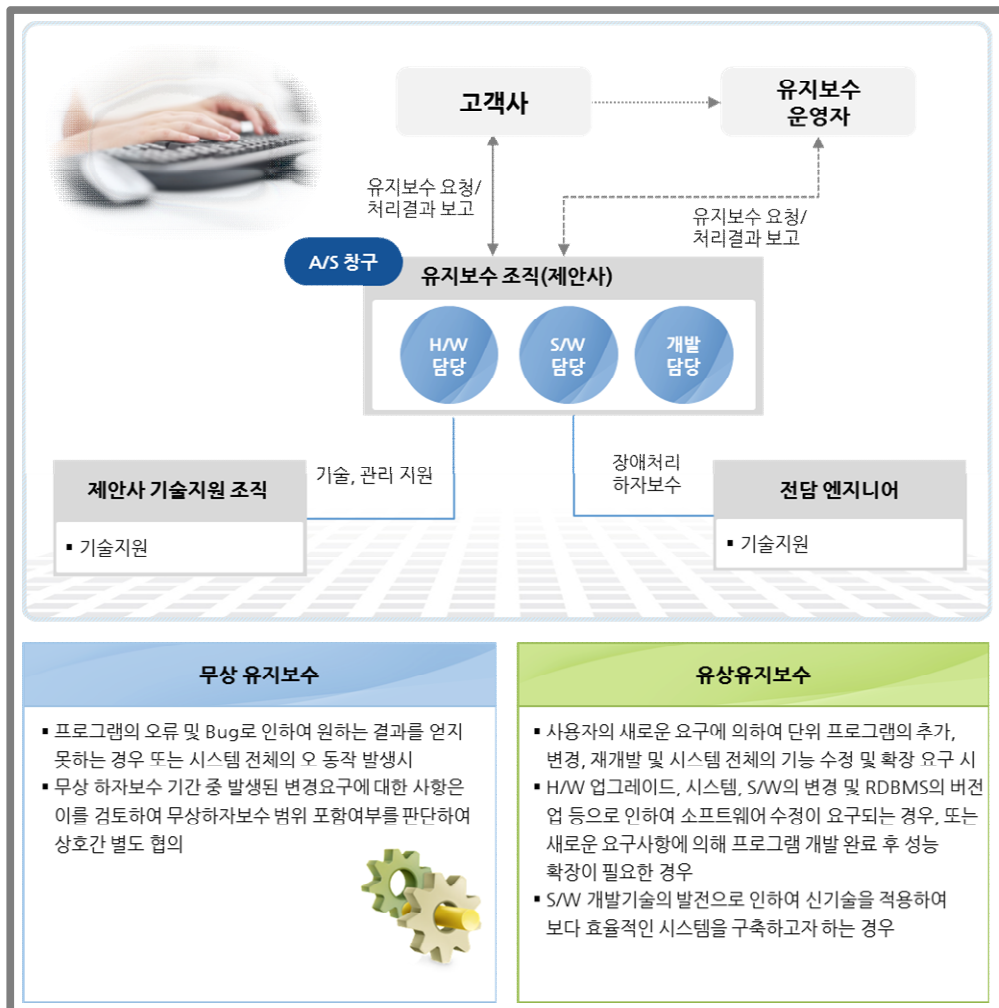 고객사
유지보수
운영자
유지보수 요청/
처리결과 보고
유지보수 요청/
처리결과 보고
A/S 창구
유지보수 조직(제안사)
H/W
담당
S/W
담당
개발
담당
기술, 관리 지원
장애처리
하자보수
제안사 기술지원 조직
▪ 기술지원
전담 엔지니어
▪ 기술지원
무상 유지보수
▪ 프로그램의 오류 및 Bug로 인하여 원하는 결과를 얻지
못하는 경우 또는 시스템 전체의 오 동작 발생시
▪ 무상 하자보수 기간 중 발생된 변경요구에 대한 사항은
이를 검토하여 무상하자보수 범위 포함여부를 판단하여
상호간 별도 협의
유상유지보수
▪ 사용자의 새로운 요구에 의하여 단위 프로그램의 추가,
변경, 재개발 및 시스템 전체의 기능 수정 및 확장 요구 시
▪ H/W 업그레이드, 시스템, S/W의 변경 및 RDBMS의 버전
업 등으로 인하여 소프트웨어 수정이 요구되는 경우, 또는
새로운 요구사항에 의해 프로그램 개발 완료 후 성능
확장이 필요한 경우
▪ S/W 개발기술의 발전으로 인하여 신기술을 적용하여
보다 효율적인 시스템을 구축하고자 하는 경우